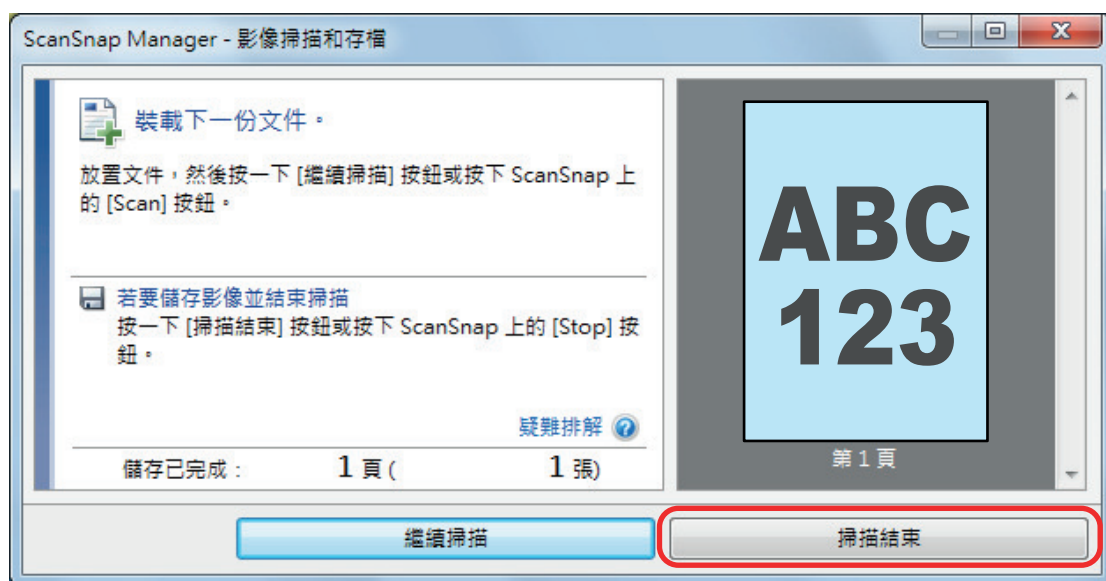 ScanSnap Manager - 影像掃描和存檔
裝載下一份文件。
放置文件，然後按一下 [繼續掃描] 按鈕或按下 ScanSnap 上
的 [Scan] 按鈕。
若要儲存影像並結束掃描
按一下 [掃描結束] 按鈕或按下 ScanSnap 上的 [Stop] 按
鈕。
疑難排解
儲存已完成： 1 頁 ( 1 張)
ABC
123
第 1 頁
繼續掃描
掃描結束